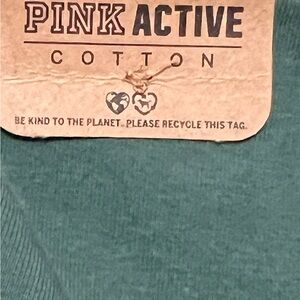 PINK ACTIVE
COTTON
BE KIND TO THE PLANET. PLEASE RECYCLE THIS TAG.